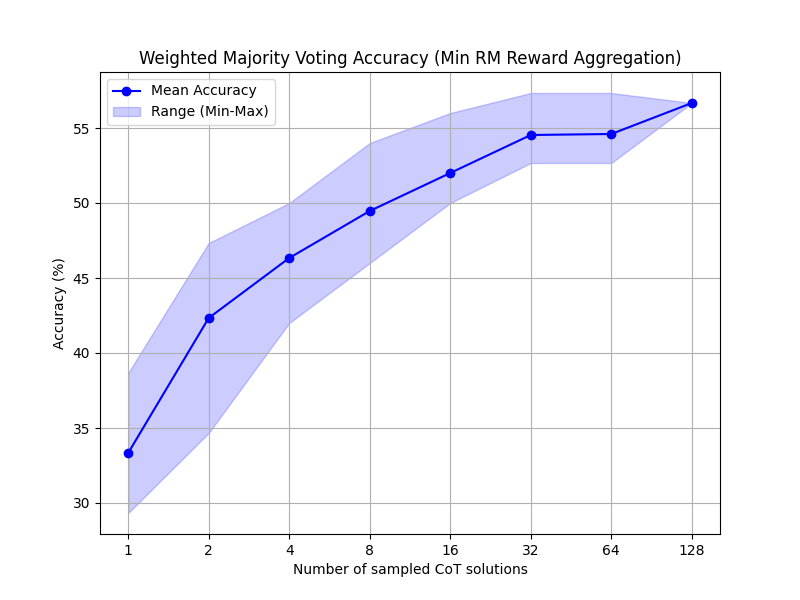 Weighted Majority Voting Accuracy (Min RM Reward Aggregation)
Mean Accuracy
Range (Min-Max)
Accuracy (%)
55
50
45
40
35
30
1 2 4 8 16 32 64 128
Number of sampled CoT solutions